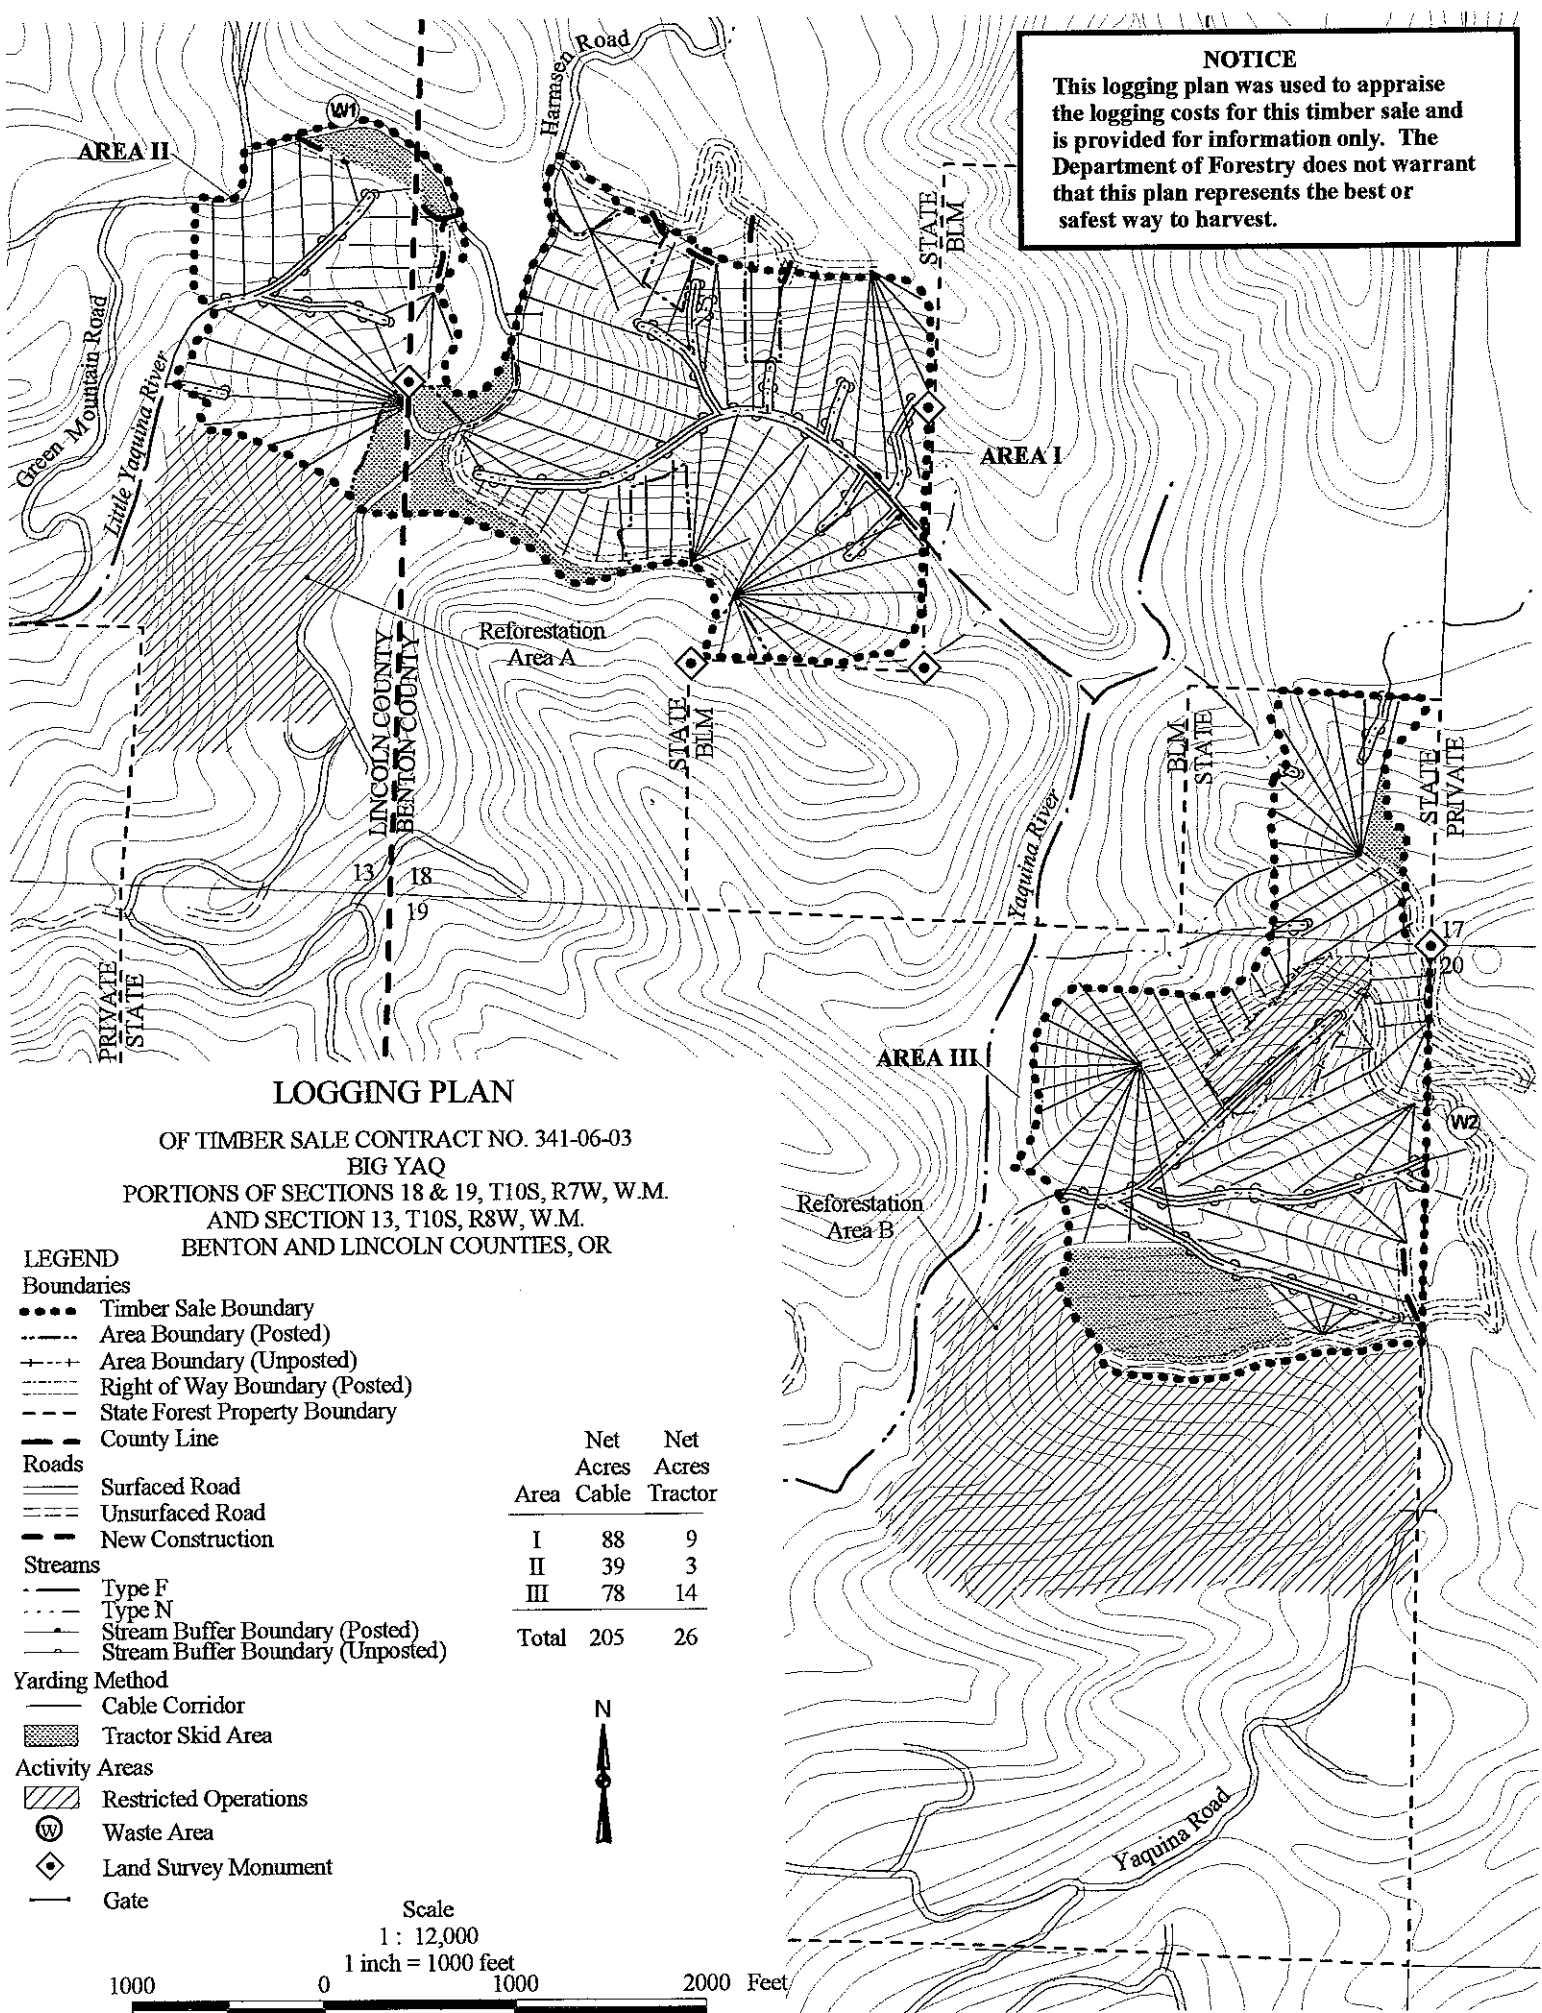 NOTICE
This logging plan was used to appraise
the logging costs for this timber sale and
is provided for information only. The
Department of Forestry does not warrant
that this plan represents the best or
safest way to harvest.
Harmsen Road
W1
AREA II
STATE
BLM
Green Mountain Road
Little Yaquina River
AREA I
Reforestation
Area A
LINCOLN COUNTY
BENTON COUNTY
STATE
BLM
BLM
STATE
STATE
PRIVATE
Yaquina River
13
18
19
17
20
PRIVATE
STATE
AREA III
W2
Reforestation
Area B
Yaquina Road
LOGGING PLAN
OF TIMBER SALE CONTRACT NO. 341-06-03
BIG YAQ
PORTIONS OF SECTIONS 18 & 19, T10S, R7W, W.M.
AND SECTION 13, T10S, R8W, W.M.
BENTON AND LINCOLN COUNTIES, OR
LEGEND
Boundaries
Timber Sale Boundary
Area Boundary (Posted)
Area Boundary (Unposted)
Right of Way Boundary (Posted)
State Forest Property Boundary
County Line
Roads
Surfaced Road
Unsurfaced Road
New Construction
Streams
Type F
Type N
Stream Buffer Boundary (Posted)
Stream Buffer Boundary (Unposted)
Yarding Method
Cable Corridor
Tractor Skid Area
Activity Areas
Restricted Operations
W Waste Area
Land Survey Monument
Gate
Net Net
Acres Acres
Area Cable Tractor
I 88 9
II 39 3
III 78 14
Total 205 26
N
Scale
1 : 12,000
1 inch = 1000 feet
1000 0 1000 2000 Feet